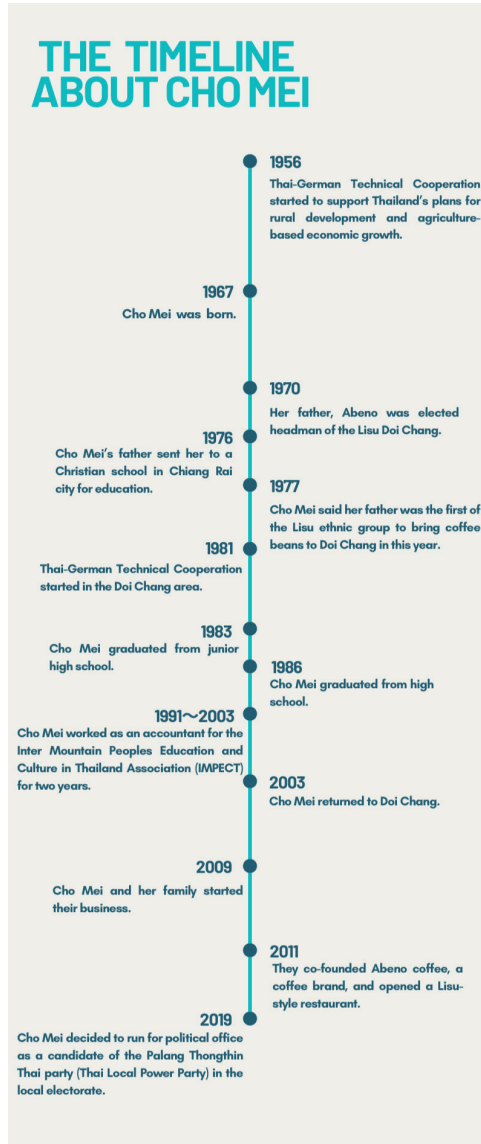 THE TIMELINE
ABOUT CHO MEI
1956
Thai-German Technical Cooperation
started to support Thailand's plans for
rural development and agriculture-
based economic growth.
1967
Cho Mei was born.
1970
Her father, Abeno was elected
headman of the Lisu Doi Chang.
1976
Cho Mei's father sent her to a
Christian school in Chiang Rai
city for education.
1977
Cho Mei said her father was the first of
the Lisu ethnic group to bring coffee
beans to Doi Chang in this year.
1981
Thai-German Technical Cooperation
started in the Doi Chang area.
1983
Cho Mei graduated from junior
high school.
1986
Cho Mei graduated from high
school.
1991～2003
Cho Mei worked as an accountant for the
Inter Mountain Peoples Education and
Culture in Thailand Association (IMPECT)
for two years.
2003
Cho Mei returned to Doi Chang.
2009
Cho Mei and her family started
their business.
2011
They co-founded Abeno coffee, a
coffee brand, and opened a Lisu-
style restaurant.
2019
Cho Mei decided to run for political office
as a candidate of the Palang Thongthin
Thai party (Thai Local Power Party) in the
local electorate.